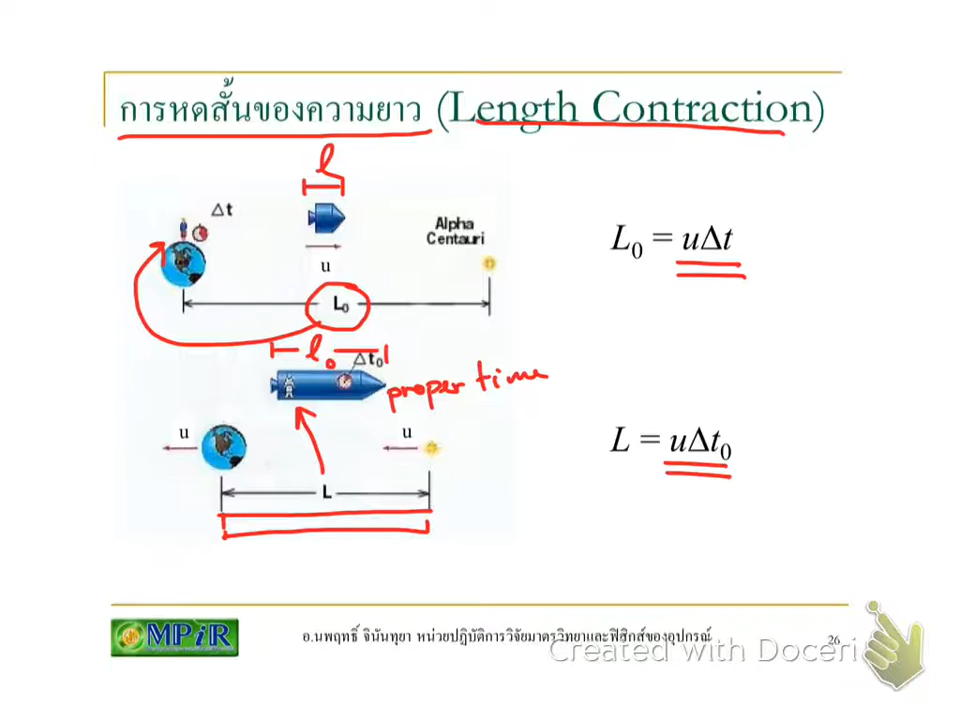 การหดสั้นของความยาว (Length Contraction)
l
Δt
Alpha
Centauri
u
L₀ = uΔt
L₀
l₀
Δt₀
proper time
u
u
L = uΔt₀
L
MPiR
อ.นพฤทธิ์ จินันทุยา หน่วยปฏิบัติการวิจัยมาตรวิทยาและฟิสิกส์ของอุปกรณ์
26
Created with Doceri